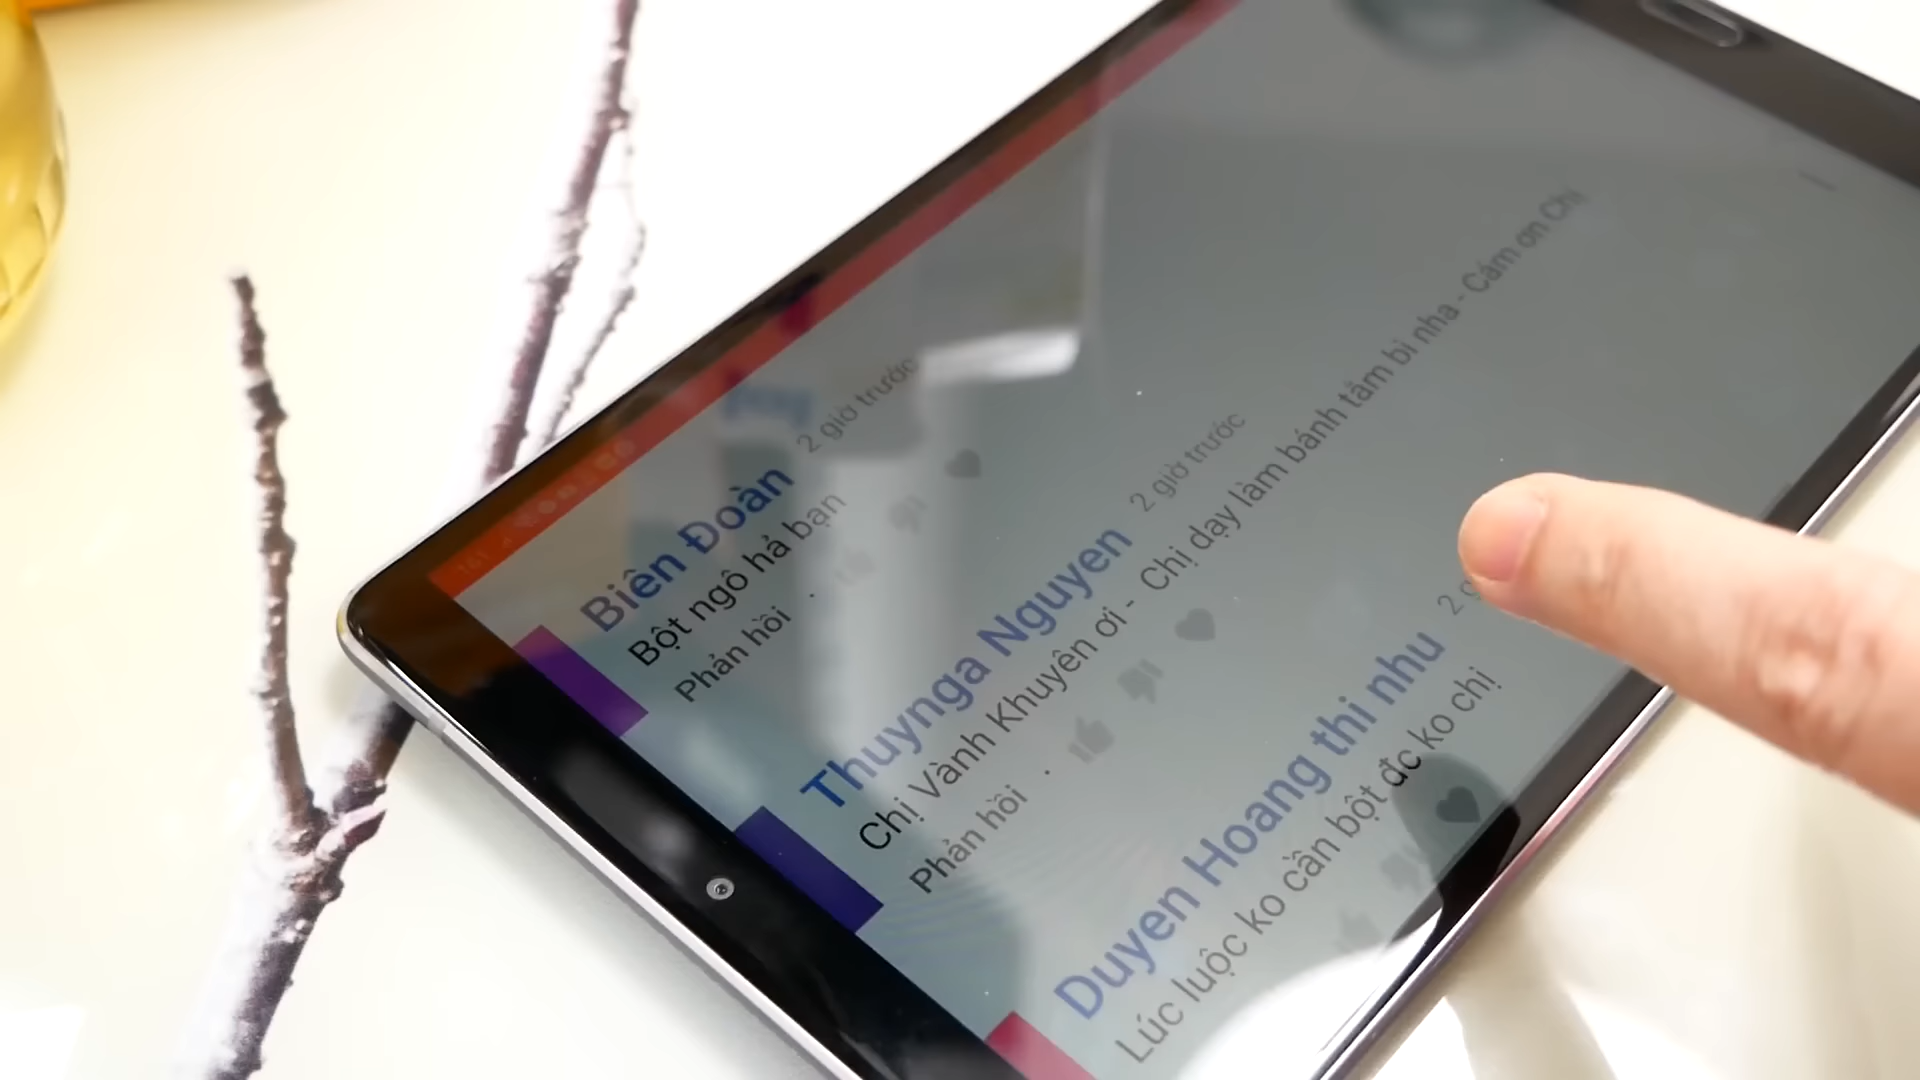 Biên Đoàn 2 giờ trước
Bột ngô hả bạn
Phản hồi
Thuynga Nguyen 2 giờ trước
Chị Vành Khuyên ơi - Chị dạy làm bánh tằm bì nha - Cám ơn Chị
Phản hồi
Duyen Hoang thi nhu 2
Lúc luộc ko cần bột đc ko chị